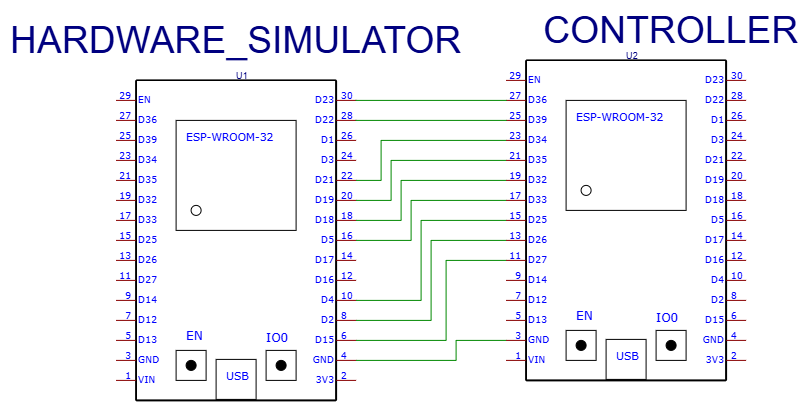 HARDWARE_SIMULATOR
U1
29 EN D23 30
27 D36 D22 28
25 D39 D1 26
23 D34 D3 24
21 D35 D21 22
19 D32 D19 20
17 D33 D18 18
15 D25 D5 16
13 D26 D17 14
11 D27 D16 12
9 D14 D4 10
7 D12 D2 8
5 D13 D15 6
3 GND GND 4
1 VIN 3V3 2
ESP-WROOM-32
EN
IO0
USB
CONTROLLER
U2
29 EN D23 30
27 D36 D22 28
25 D39 D1 26
23 D34 D3 24
21 D35 D21 22
19 D32 D19 20
17 D33 D18 18
15 D25 D5 16
13 D26 D17 14
11 D27 D16 12
9 D14 D4 10
7 D12 D2 8
5 D13 D15 6
3 GND GND 4
1 VIN 3V3 2
ESP-WROOM-32
EN
IO0
USB